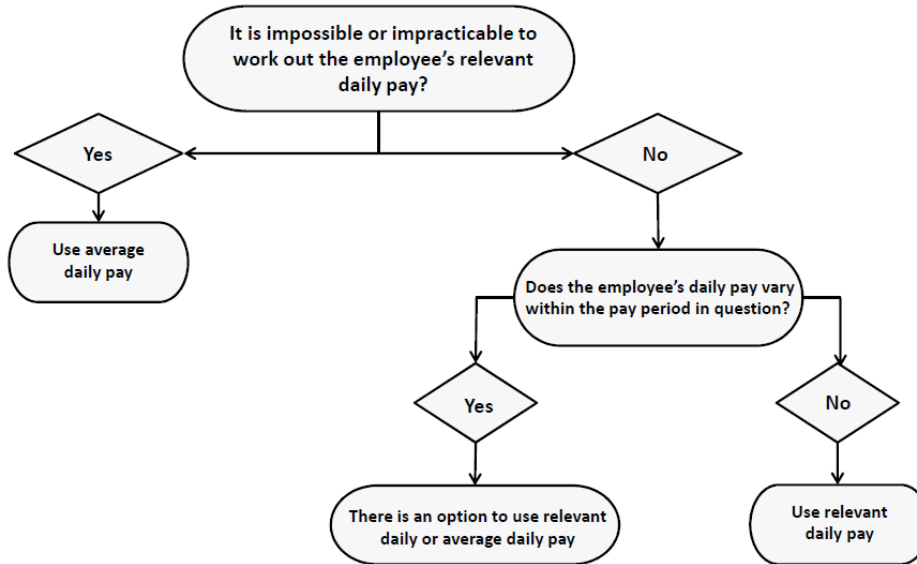 It is impossible or impracticable to
work out the employee’s relevant
daily pay?
Yes
No
Use average
daily pay
Does the employee’s daily pay vary
within the pay period in question?
Yes
No
There is an option to use relevant
daily or average daily pay
Use relevant
daily pay